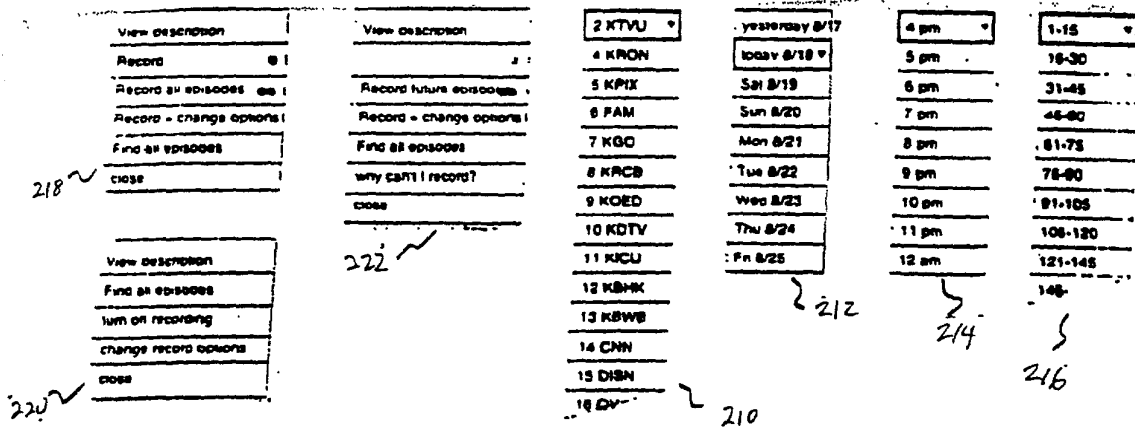 View description
Record
Record all episodes
Record + change options
Find all episodes
close
218
View description
Record future episodes
Record + change options
Find all episodes
why can't I record?
close
222
View description
Find all episodes
turn off recording
change record options
close
220
2 KTVU
4 KRON
5 KPIX
6 PAM
7 KGO
8 KRCB
9 KQED
10 KDTV
11 KICU
12 KBHK
13 KBWB
14 CNN
15 DISN
16
210
yesterday 8/17
today 8/18
Sat 8/19
Sun 8/20
Mon 8/21
Tue 8/22
Wed 8/23
Thu 8/24
Fri 8/25
212
4 pm
5 pm
6 pm
7 pm
8 pm
9 pm
10 pm
11 pm
12 am
214
1-15
16-30
31-45
46-60
61-75
76-90
91-105
106-120
121-145
146-
216